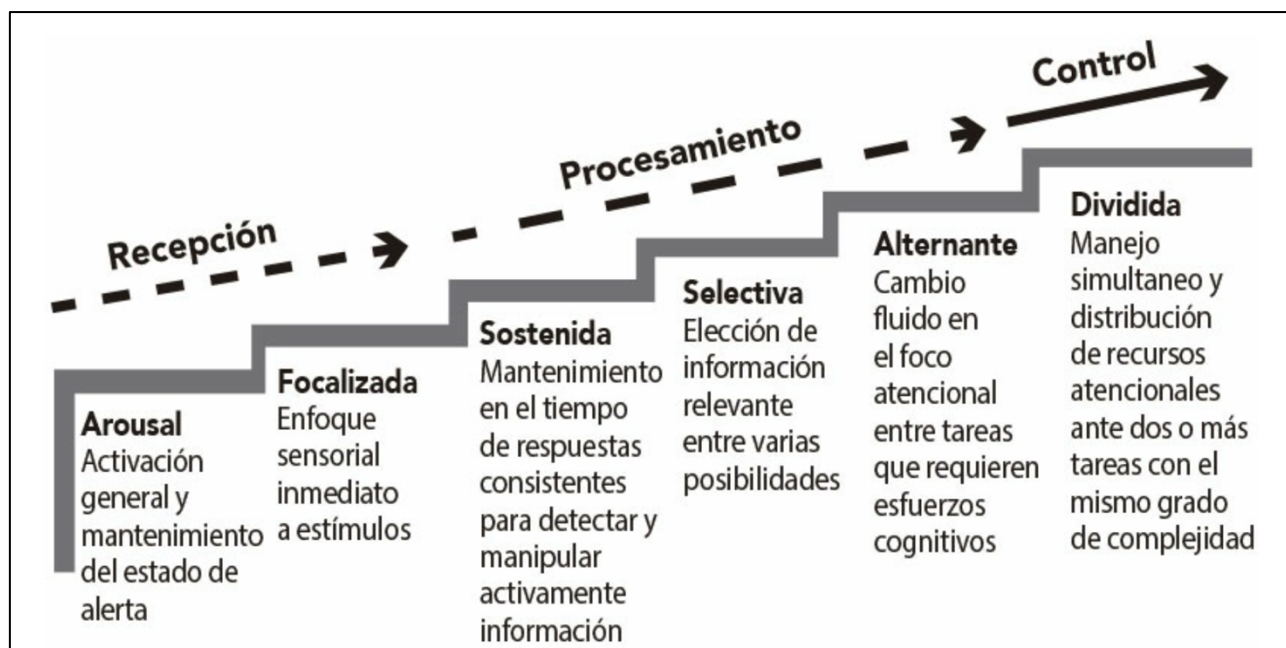 Recepción
Procesamiento
Control
Arousal
Activación
general y
mantenimiento
del estado de
alerta
Focalizada
Enfoque
sensorial
inmediato
a estímulos
Sostenida
Mantenimiento
en el tiempo
de respuestas
consistentes
para detectar y
manipular
activamente
información
Selectiva
Elección de
información
relevante
entre varias
posibilidades
Alternante
Cambio
fluido en
el foco
atencional
entre tareas
que requieren
esfuerzos
cognitivos
Dividida
Manejo
simultaneo y
distribución
de recursos
atencionales
ante dos o más
tareas con el
mismo grado
de complejidad